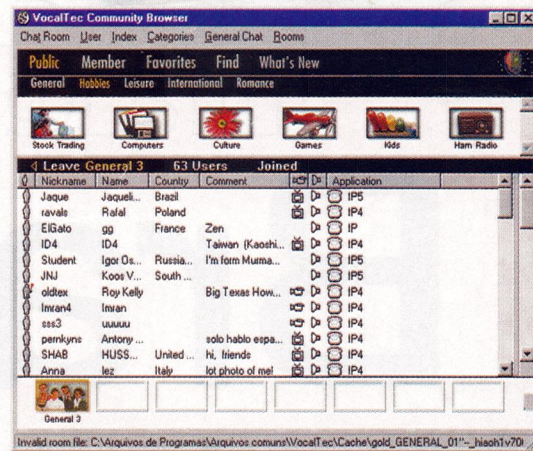 VocalTec Community Browser
Chat Room User Index Categories General Chat Rooms
Public Member Favorites Find What's New
General Hobbies Leisure International Romance
Stock Trading Computers Culture Games Kids Ham Radio
Leave General 3 63 Users Joined
Nickname Name Country Comment Application
Jaque Jaqueli... Brazil IP5
ravals Rafal Poland IP4
ElGato gg France Zen IP
ID4 ID4 Taiwan (Kaoshi... IP4
Student Igor Os... Russia... I'm form Murma... IP5
JNJ Koos V... South ... IP5
oldtex Roy Kelly Big Texas How... IP4
Imran4 Imran IP4
sss3 uuuuu IP4
pernkyns Antony ... solo hablo espa... IP4
SHAB HUSS... United ... hi, friends IP4
Anna lez Italy lot photo of me! IP4
General 3
Invalid room file: C:\Arquivos de Programas\Arquivos comuns\VocalTec\Cache\gold_GENERAL_01"--_hiaoh1v70